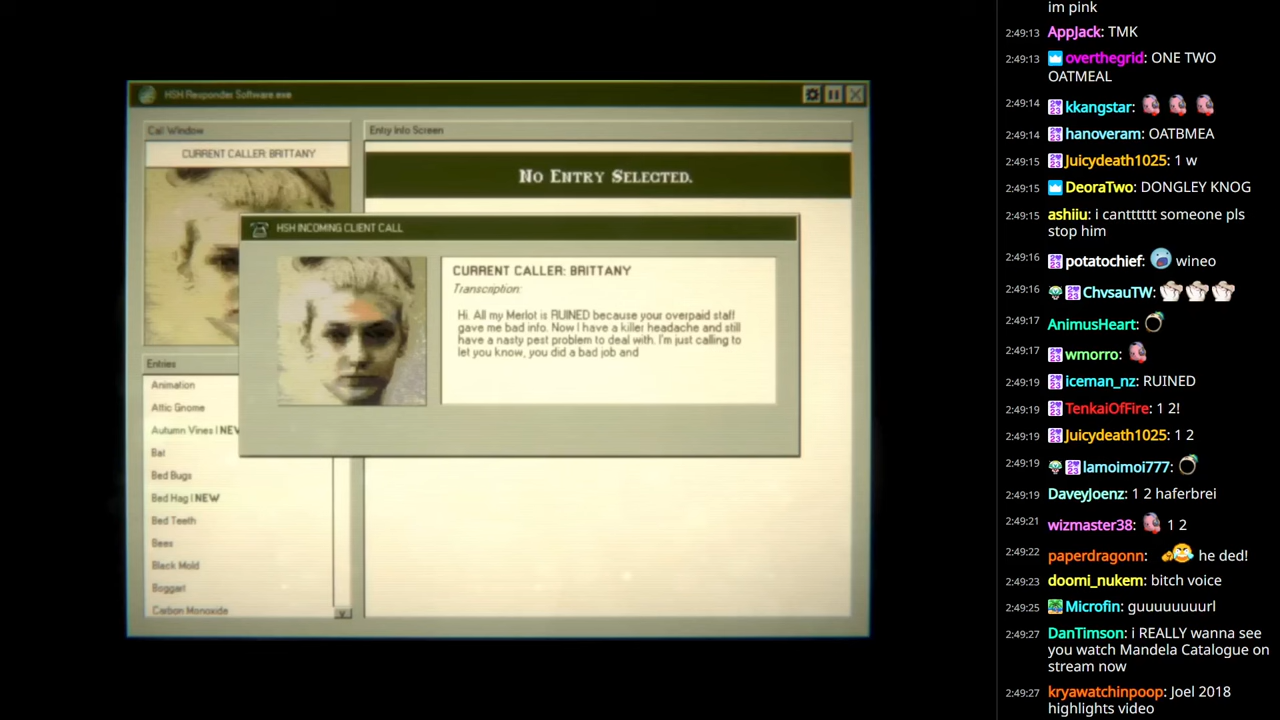 HSH Responder Software.exe
Call Window
CURRENT CALLER: BRITTANY
Entry Info Screen
NO ENTRY SELECTED.
HSH INCOMING CLIENT CALL
CURRENT CALLER: BRITTANY
Transcription:
Hi. All my Merlot is RUINED because your overpaid staff
gave me bad info. Now I have a killer headache and still
have a nasty pest problem to deal with. I'm just calling to
let you know, you did a bad job and
Entries
Animation
Attic Gnome
Autumn Vines | NEW
Bat
Bed Bugs
Bed Hag | NEW
Bed Teeth
Bees
Black Mold
Boggart
Carbon Monoxide
im pink
2:49:13 AppJack: TMK
2:49:13 overthegrid: ONE TWO
OATMEAL
2:49:14 kkangstar:
2:49:14 hanoveram: OATBMEA
2:49:15 Juicydeath1025: 1 w
2:49:15 DeoraTwo: DONGLEY KNOG
2:49:15 ashiiu: i cantttttt someone pls
stop him
2:49:16 potatochief: wineo
2:49:16 ChvsauTW:
2:49:17 AnimusHeart:
2:49:17 wmorro:
2:49:19 iceman_nz: RUINED
2:49:19 TenkaiOfFire: 1 2!
2:49:19 Juicydeath1025: 1 2
2:49:19 lamoimoi777:
2:49:19 DaveyJoenz: 1 2 haferbrei
2:49:21 wizmaster38: 1 2
2:49:22 paperdragonn: he ded!
2:49:23 doomi_nukem: bitch voice
2:49:25 Microfin: guuuuuuurl
2:49:27 DanTimson: i REALLY wanna see
you watch Mandela Catalogue on
stream now
2:49:27 kryawatchinpoop: Joel 2018
highlights video